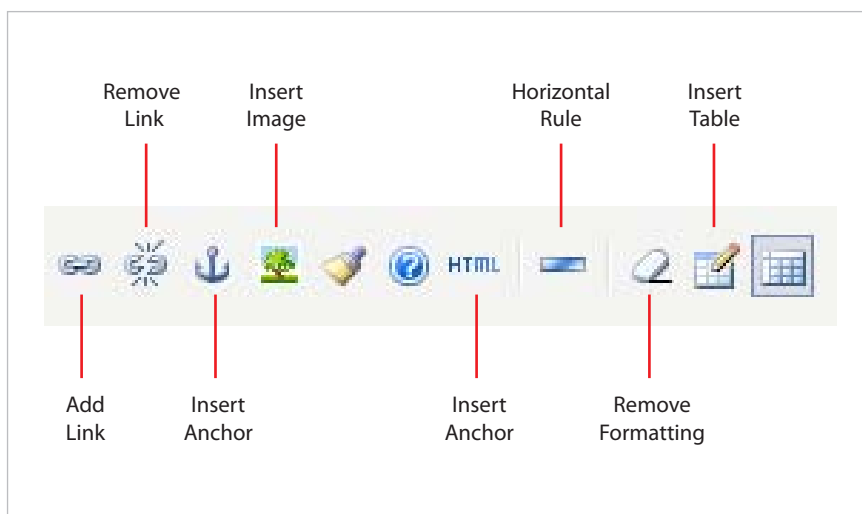 Remove
Link
Insert
Image
Horizontal
Rule
Insert
Table
HTML
Add
Link
Insert
Anchor
Insert
Anchor
Remove
Formatting